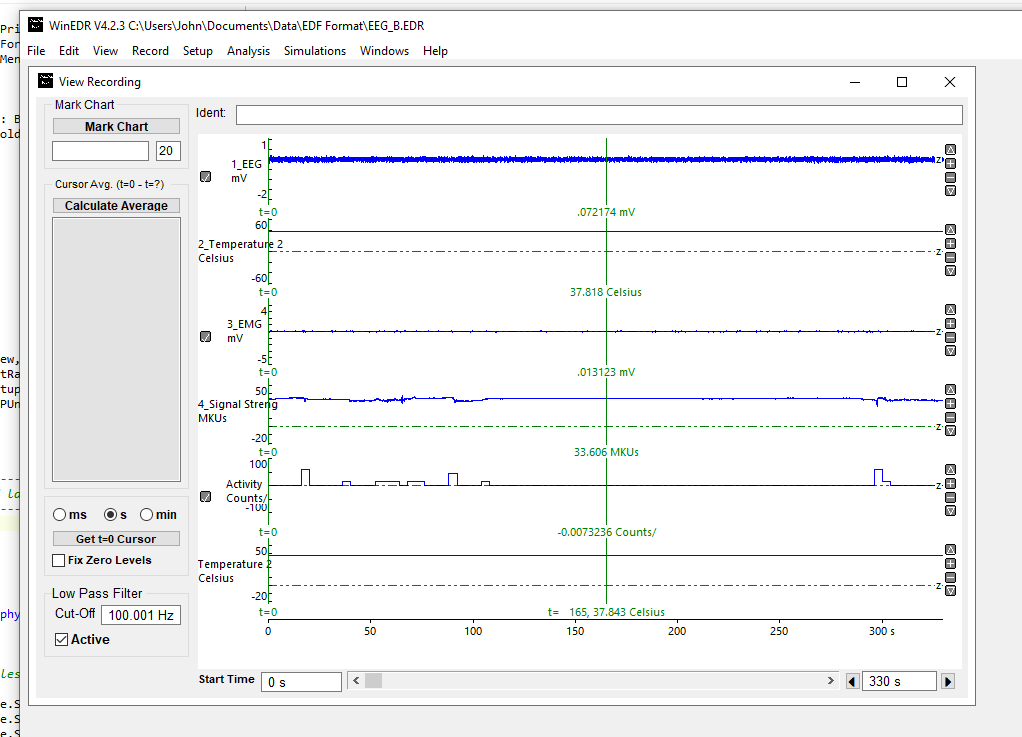 WinEDR V4.2.3 C:\Users\John\Documents\Data\EDF Format\EEG_B.EDR
File Edit View Record Setup Analysis Simulations Windows Help
View Recording
Mark Chart
Mark Chart
20
Ident:
Cursor Avg. (t=0 - t=?)
Calculate Average
1
1_EEG
mV
-2
z
t=0
.072174 mV
60
2_Temperature 2
Celsius
-60
z
t=0
37.818 Celsius
4
3_EMG
mV
-5
z
t=0
.013123 mV
50
4_Signal Streng
MKUs
-20
z
t=0
33.606 MKUs
100
Activity
Counts/
-100
z
t=0
-0.0073236 Counts/
50
Temperature 2
Celsius
-20
z
t=0
t= 165, 37.843 Celsius
0 50 100 150 200 250 300 s
ms s min
Get t=0 Cursor
Fix Zero Levels
Low Pass Filter
Cut-Off 100.001 Hz
Active
Start Time 0 s
330 s
Pri
For
Men
: B
old
ew,
tRa
tup
PUn
la
phy
les
e.S
e.S
e.S